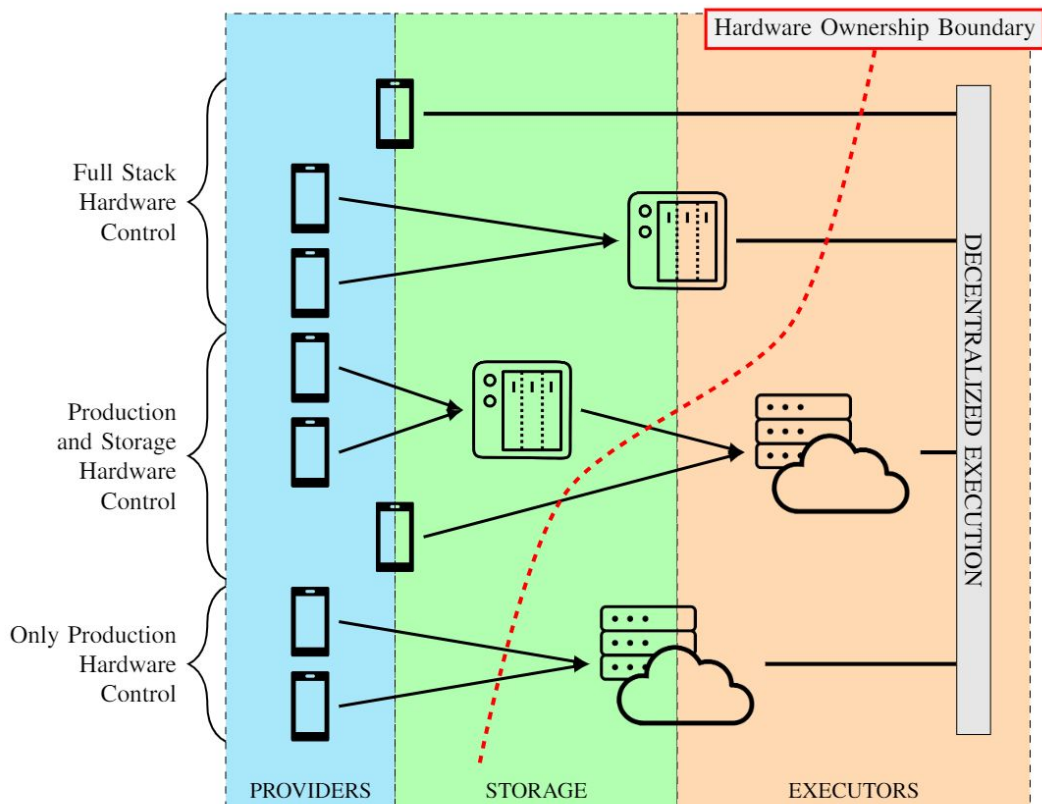 Hardware Ownership Boundary
Full Stack
Hardware
Control
Production
and Storage
Hardware
Control
Only Production
Hardware
Control
DECENTRALIZED EXECUTION
PROVIDERS
STORAGE
EXECUTORS